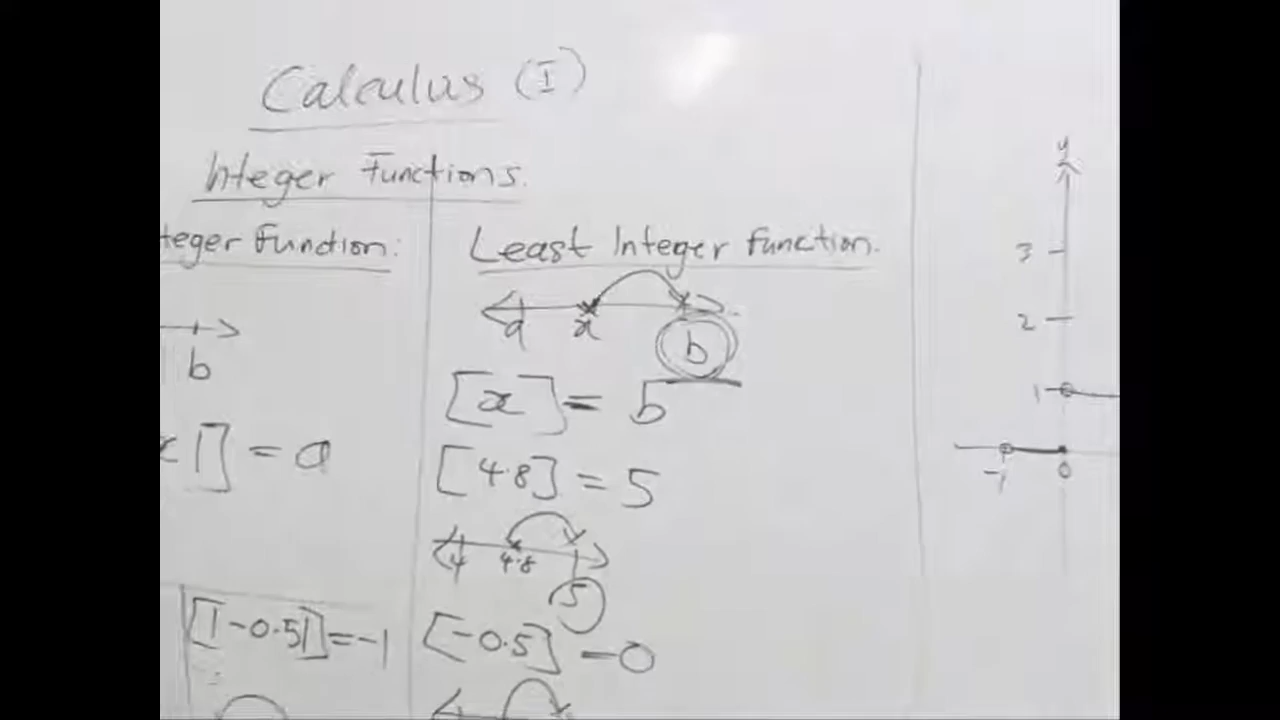 Calculus (I)
Integer Functions.
teger Function:
b
|] = a
[|-0.5|] = -1
Least Integer Function.
a x b
[x] = b
[4.8] = 5
4 4.8 5
[-0.5] = 0
y
3
2
1
-1 0